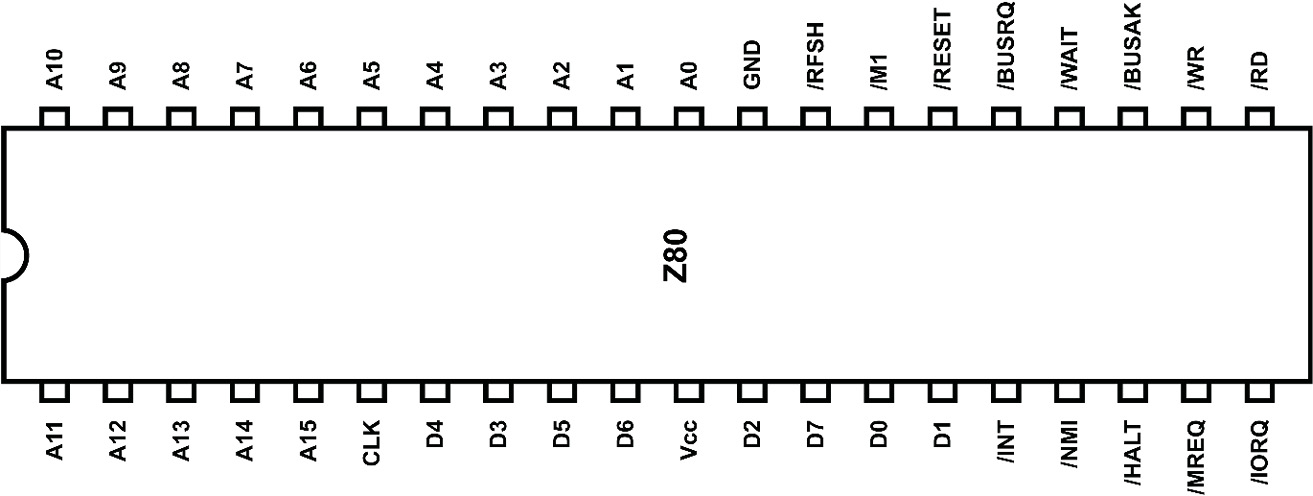 A10
A9
A8
A7
A6
A5
A4
A3
A2
A1
A0
GND
/RFSH
/M1
/RESET
/BUSRQ
/WAIT
/BUSAK
/WR
/RD
Z80
A11
A12
A13
A14
A15
CLK
D4
D3
D5
D6
Vcc
D2
D7
D0
D1
/INT
/NMI
/HALT
/MREQ
/IORQ